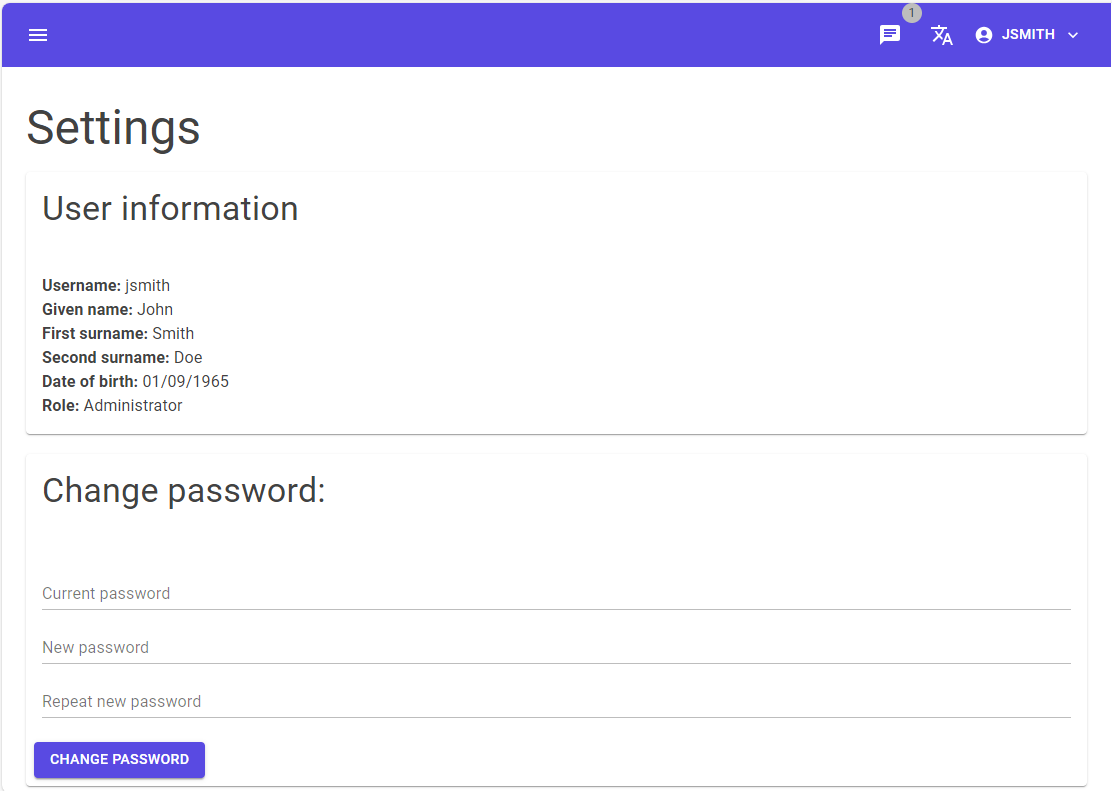 1
JSMITH
Settings
User information
Username: jsmith
Given name: John
First surname: Smith
Second surname: Doe
Date of birth: 01/09/1965
Role: Administrator
Change password:
Current password
New password
Repeat new password
CHANGE PASSWORD